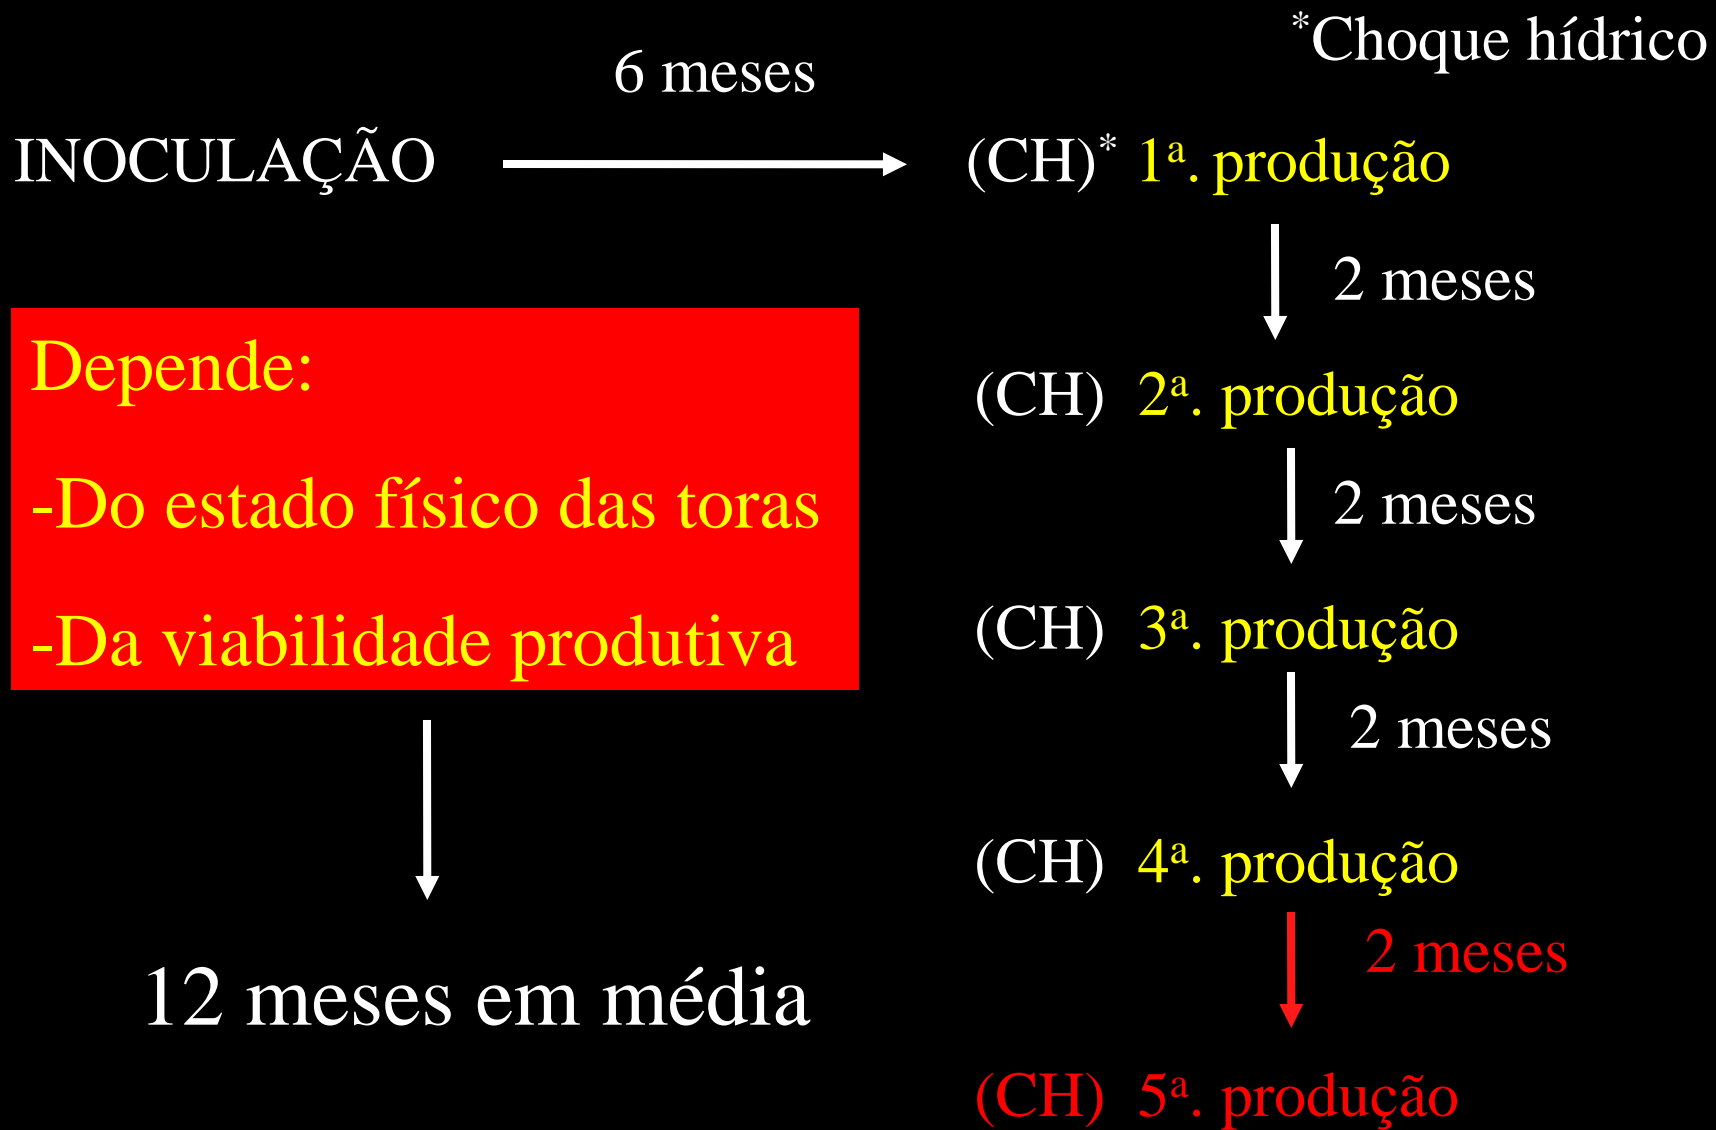 *Choque hídrico
6 meses
INOCULAÇÃO
(CH)* 1ª. produção
2 meses
Depende:
-Do estado físico das toras
-Da viabilidade produtiva
12 meses em média
(CH) 2ª. produção
2 meses
(CH) 3ª. produção
2 meses
(CH) 4ª. produção
2 meses
(CH) 5ª. produção